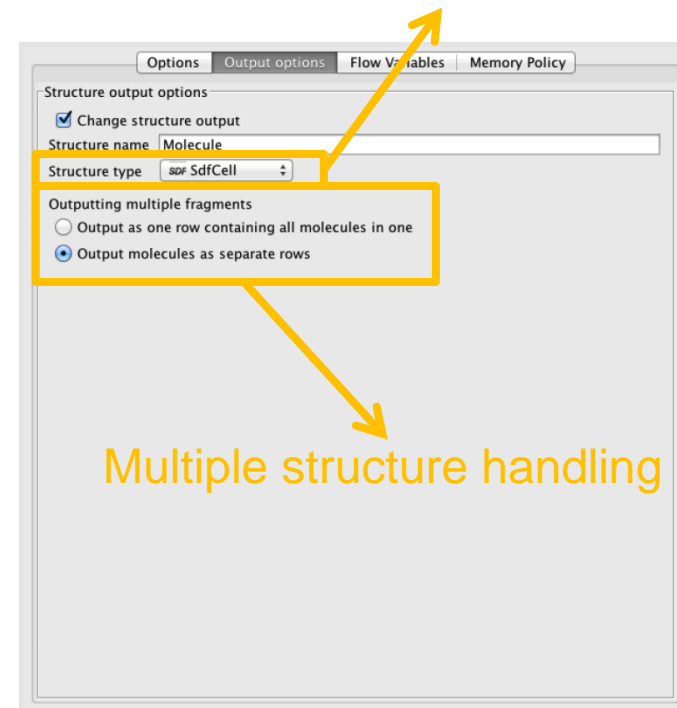 Options Output options Flow Variables Memory Policy
Structure output options
Change structure output
Structure name Molecule
Structure type SDF SdfCell
Outputting multiple fragments
Output as one row containing all molecules in one
Output molecules as separate rows
Multiple structure handling